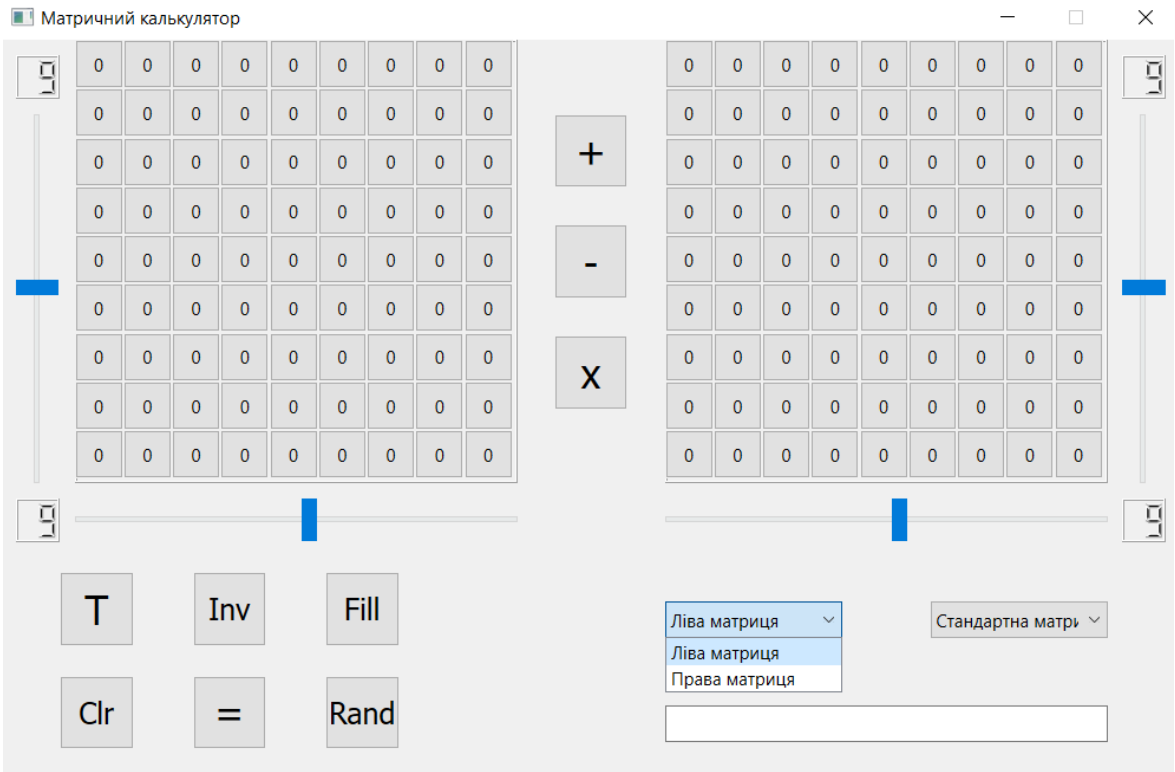 Матричний калькулятор
9 0 0 0 0 0 0 0 0 0 0 0 0 0 0 0 0 0 0 9
0 0 0 0 0 0 0 0 0 0 0 0 0 0 0 0 0 0
0 0 0 0 0 0 0 0 0 + 0 0 0 0 0 0 0 0 0
0 0 0 0 0 0 0 0 0 0 0 0 0 0 0 0 0 0
0 0 0 0 0 0 0 0 0 - 0 0 0 0 0 0 0 0 0
0 0 0 0 0 0 0 0 0 0 0 0 0 0 0 0 0 0
0 0 0 0 0 0 0 0 0 x 0 0 0 0 0 0 0 0 0
0 0 0 0 0 0 0 0 0 0 0 0 0 0 0 0 0 0
0 0 0 0 0 0 0 0 0 0 0 0 0 0 0 0 0 0
9 9
T Inv Fill Ліва матриця Стандартна матри
Ліва матриця
Права матриця
Clr = Rand